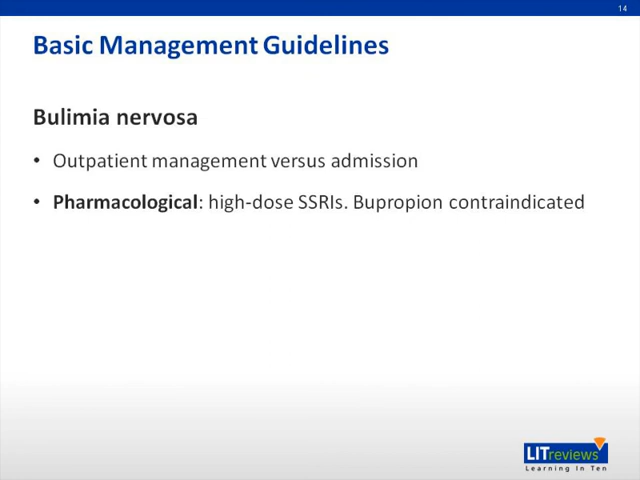 14
Basic Management Guidelines
Bulimia nervosa
• Outpatient management versus admission
• Pharmacological: high-dose SSRIs. Bupropion contraindicated
LITreviews
Learning In Ten